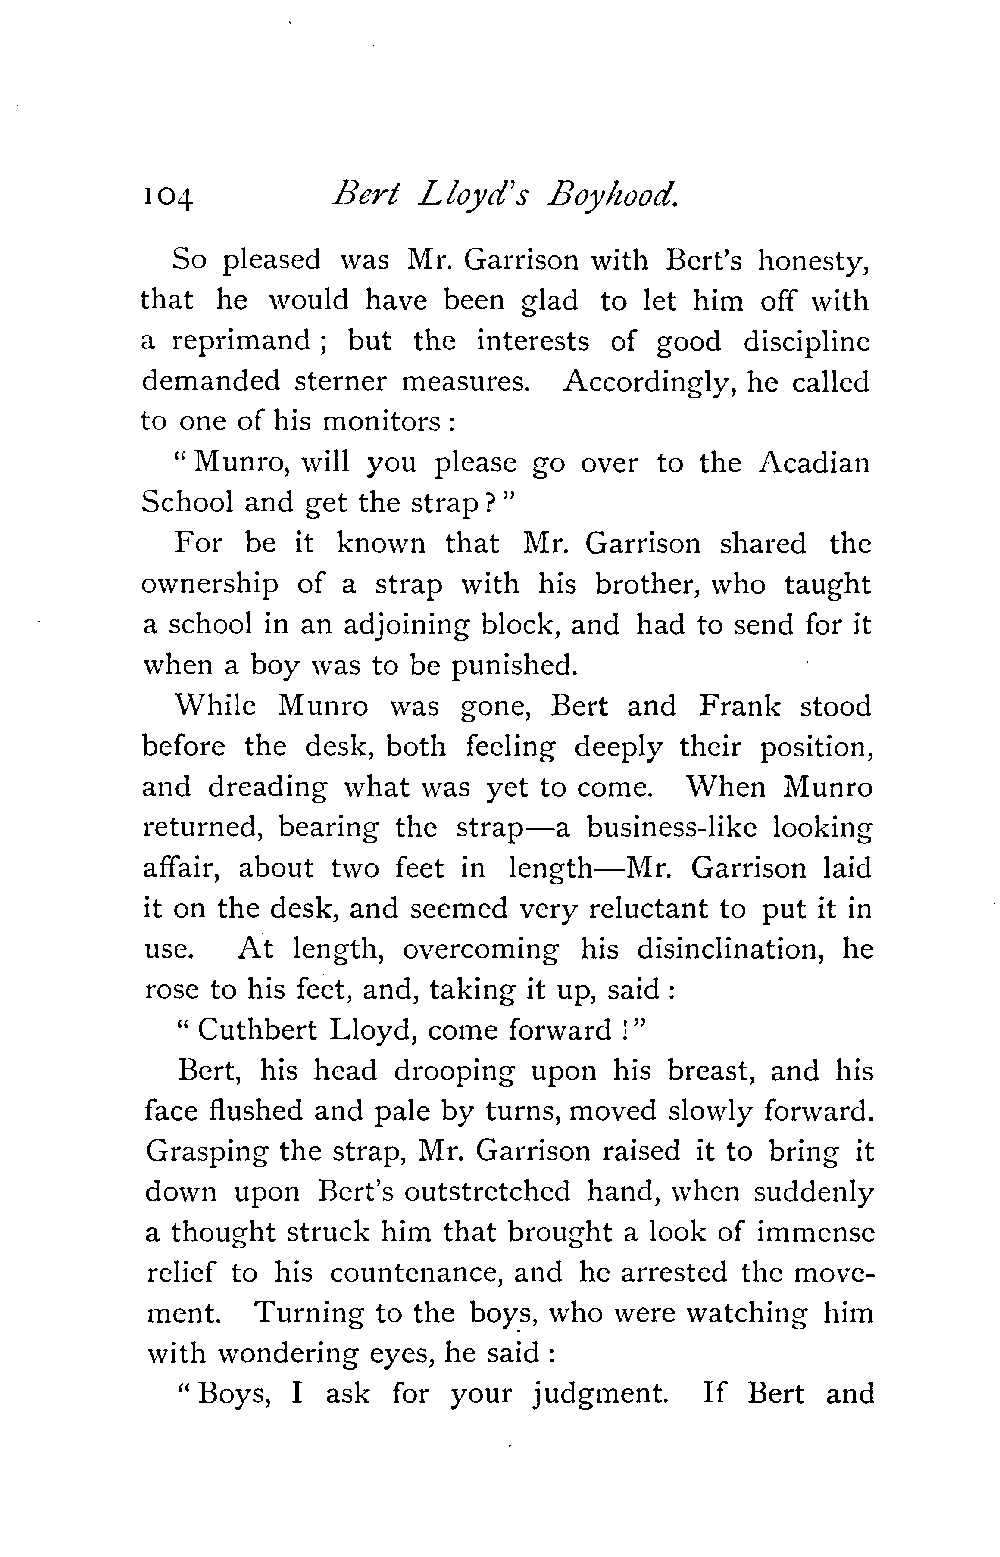 104 Bert Lloyd's Boyhood.
So pleased was Mr. Garrison with Bert's honesty,
that he would have been glad to let him off with
a reprimand ; but the interests of good discipline
demanded sterner measures. Accordingly, he called
to one of his monitors :
" Munro, will you please go over to the Acadian
School and get the strap ? "
For be it known that Mr. Garrison shared the
ownership of a strap with his brother, who taught
a school in an adjoining block, and had to send for it
when a boy was to be punished.
While Munro was gone, Bert and Frank stood
before the desk, both feeling deeply their position,
and dreading what was yet to come. When Munro
returned, bearing the strap—a business-like looking
affair, about two feet in length—Mr. Garrison laid
it on the desk, and seemed very reluctant to put it in
use. At length, overcoming his disinclination, he
rose to his feet, and, taking it up, said :
" Cuthbert Lloyd, come forward !"
Bert, his head drooping upon his breast, and his
face flushed and pale by turns, moved slowly forward.
Grasping the strap, Mr. Garrison raised it to bring it
down upon Bert's outstretched hand, when suddenly
a thought struck him that brought a look of immense
relief to his countenance, and he arrested the move-
ment. Turning to the boys, who were watching him
with wondering eyes, he said :
" Boys, I ask for your judgment. If Bert and